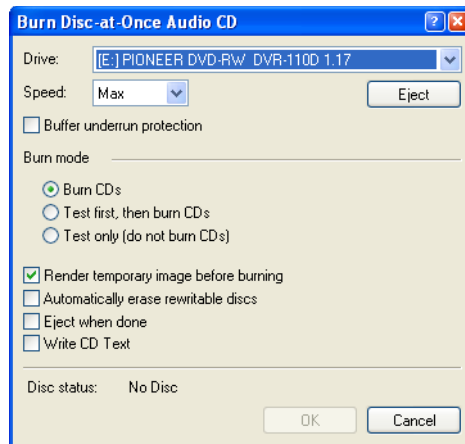 Burn Disc-at-Once Audio CD
Drive: [E:] PIONEER DVD-RW DVR-110D 1.17
Speed: Max Eject
Buffer underrun protection
Burn mode
Burn CDs
Test first, then burn CDs
Test only (do not burn CDs)
Render temporary image before burning
Automatically erase rewritable discs
Eject when done
Write CD Text
Disc status: No Disc
OK Cancel